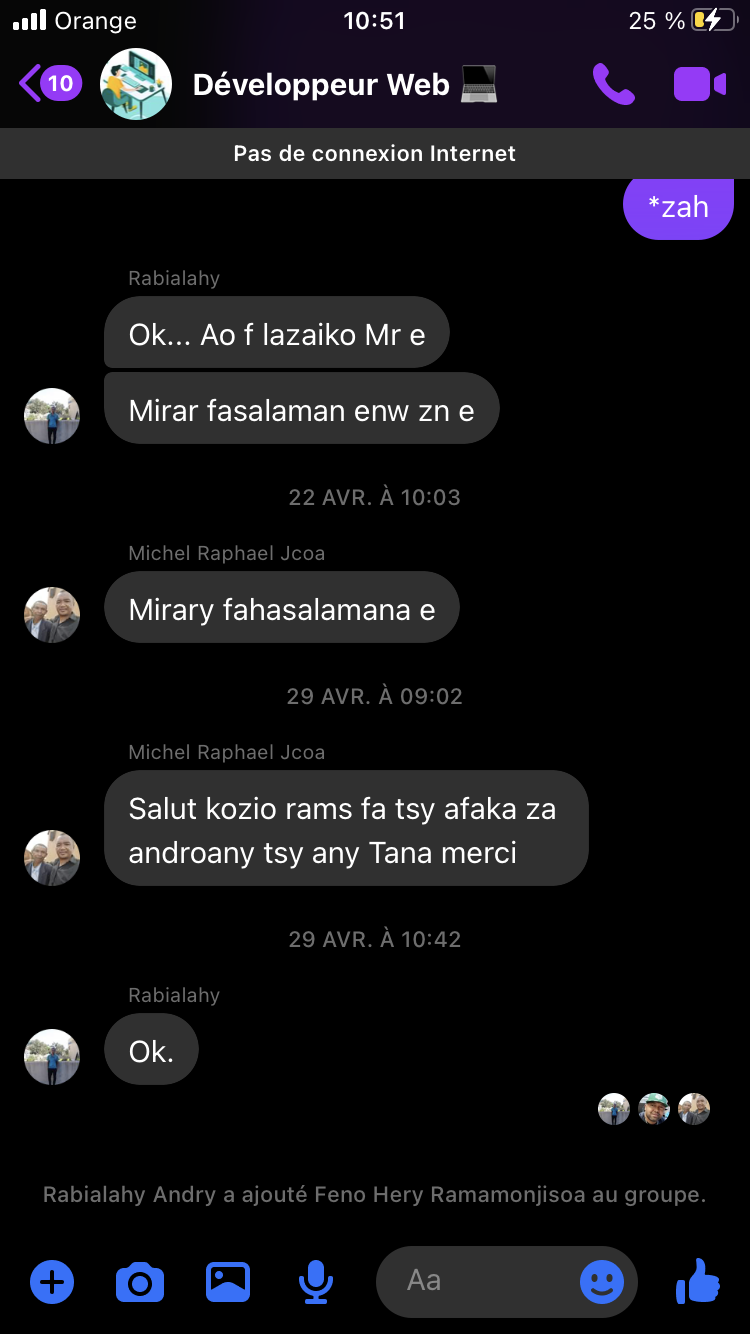 Orange 10:51 25 %
10 Développeur Web 💻
Pas de connexion Internet
*zah
Rabialahy
Ok... Ao f lazaiko Mr e
Mirar fasalaman enw zn e
22 AVR. À 10:03
Michel Raphael Jcoa
Mirary fahasalamana e
29 AVR. À 09:02
Michel Raphael Jcoa
Salut kozio rams fa tsy afaka za
androany tsy any Tana merci
29 AVR. À 10:42
Rabialahy
Ok.
Rabialahy Andry a ajouté Feno Hery Ramamonjisoa au groupe.
Aa